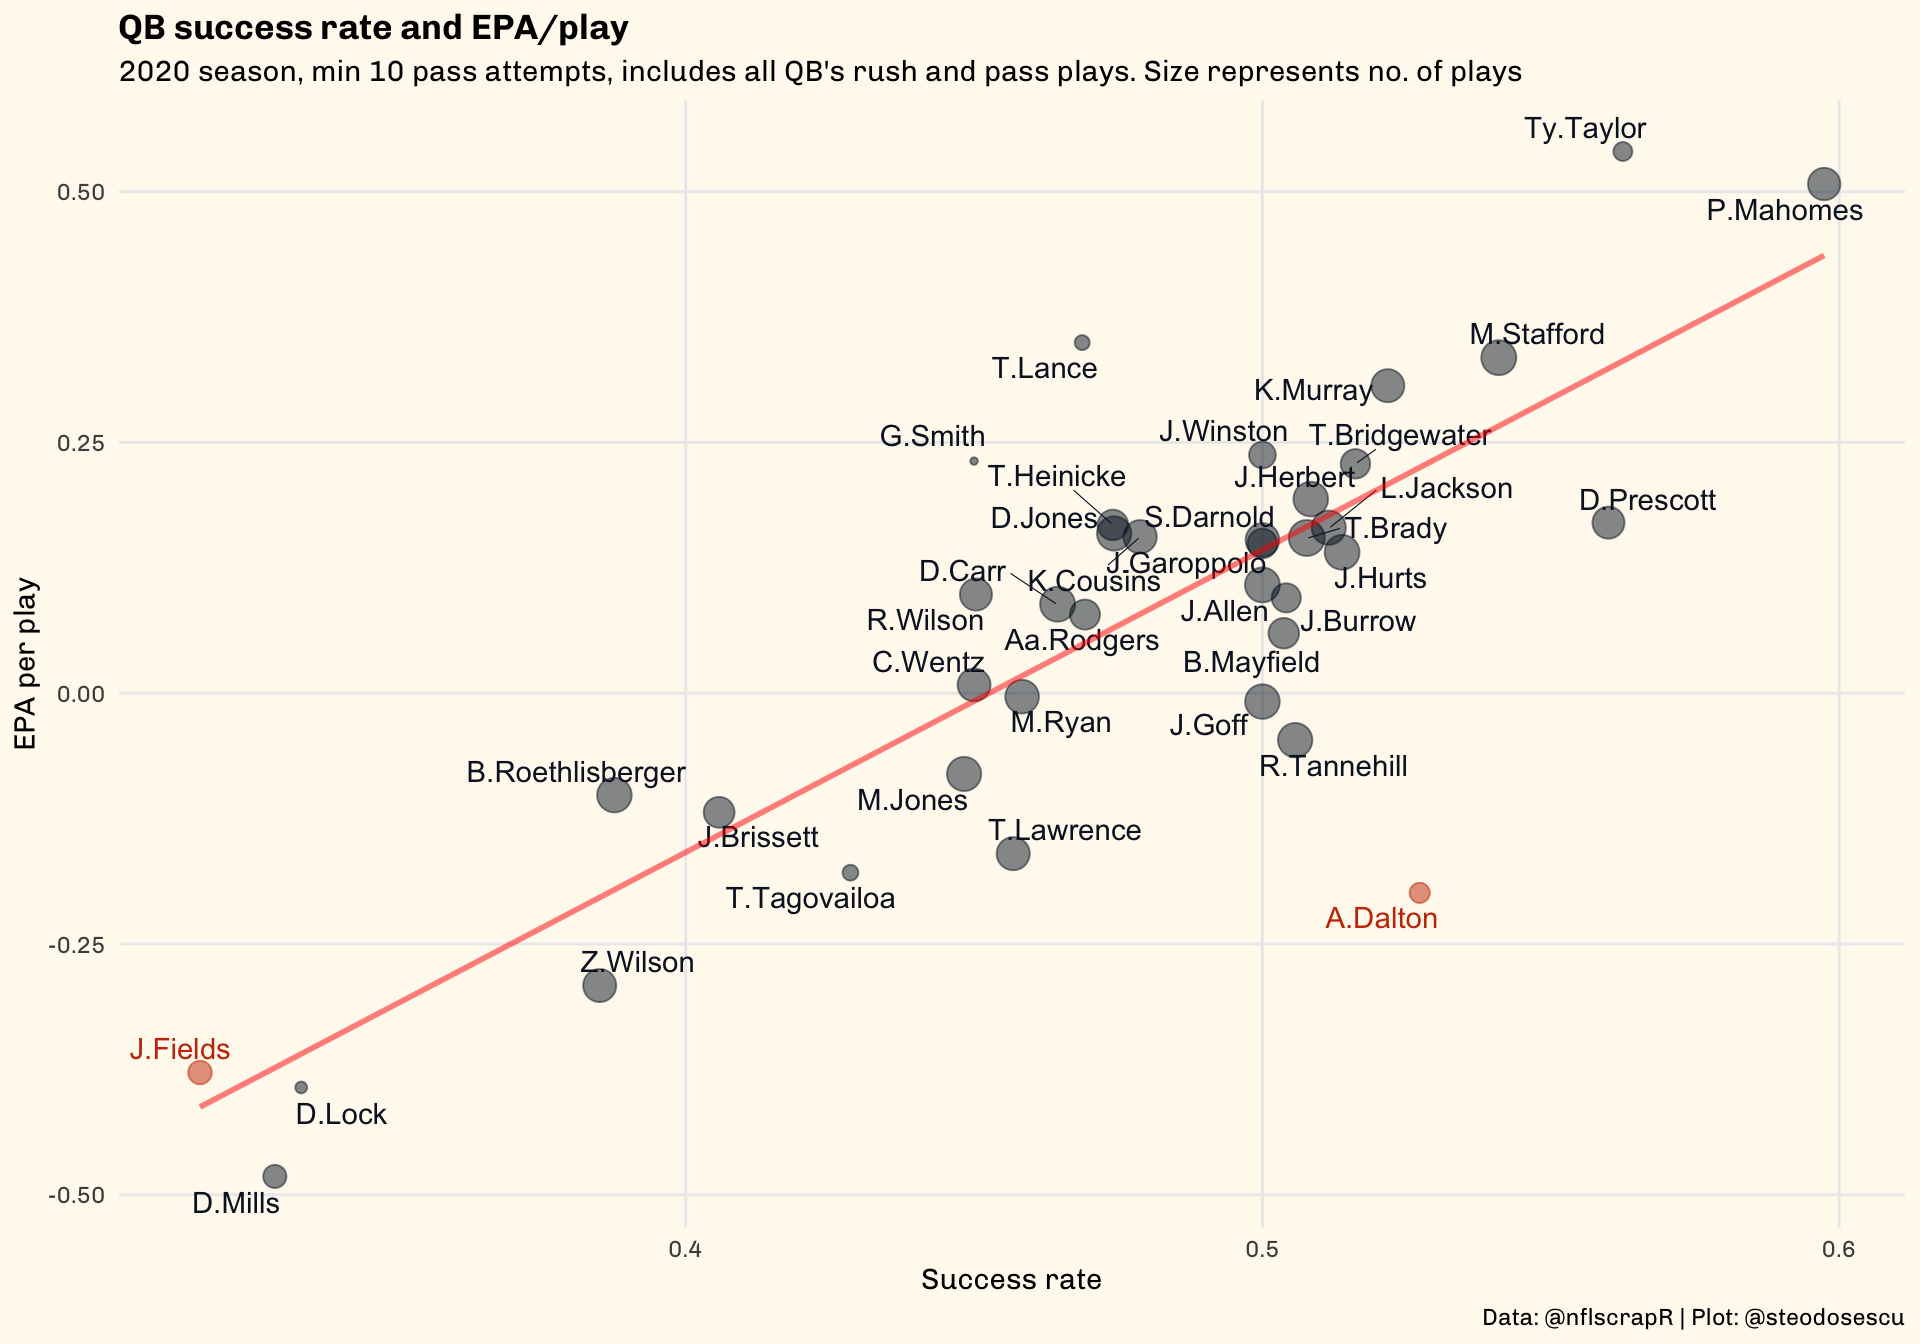 QB success rate and EPA/play
2020 season, min 10 pass attempts, includes all QB's rush and pass plays. Size represents no. of plays
Ty.Taylor
0.50
P.Mahomes
M.Stafford
T.Lance
K.Murray
0.25
J.Winston
G.Smith
T.Bridgewater
T.Heinicke
J.Herbert
L.Jackson
D.Prescott
D.Jones
S.Darnold
T.Brady
J.Garoppolo
D.Carr
K.Cousins
J.Hurts
R.Wilson
J.Allen
J.Burrow
Aa.Rodgers
C.Wentz
B.Mayfield
EPA per play
0.00
M.Ryan
J.Goff
R.Tannehill
B.Roethlisberger
M.Jones
T.Lawrence
J.Brissett
T.Tagovailoa
A.Dalton
-0.25
Z.Wilson
J.Fields
D.Lock
-0.50
D.Mills
0.4
0.5
0.6
Success rate
Data: @nflscrapR | Plot: @steodosescu